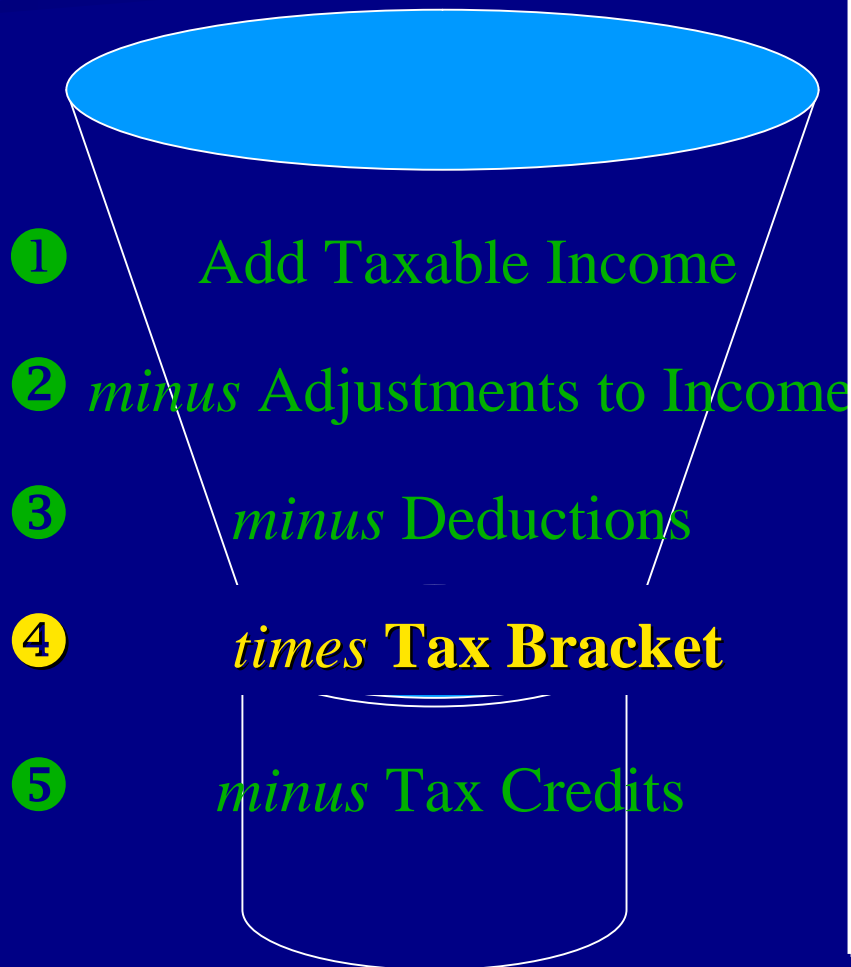 ❶ Add Taxable Income
❷ minus Adjustments to Income
❸ minus Deductions
❹ times Tax Bracket
❺ minus Tax Credits